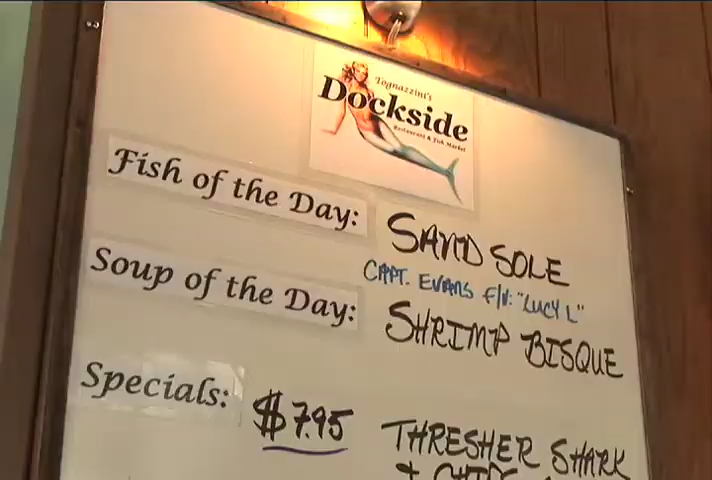 Tognazzini's
Dockside
Restaurant & Fish Market
Fish of the Day: SAND SOLE
CAPT. EVANS F/V: "LUCY L"
Soup of the Day: SHRIMP BISQUE
Specials: $7.95 THRESHER SHARK
& CHIPS